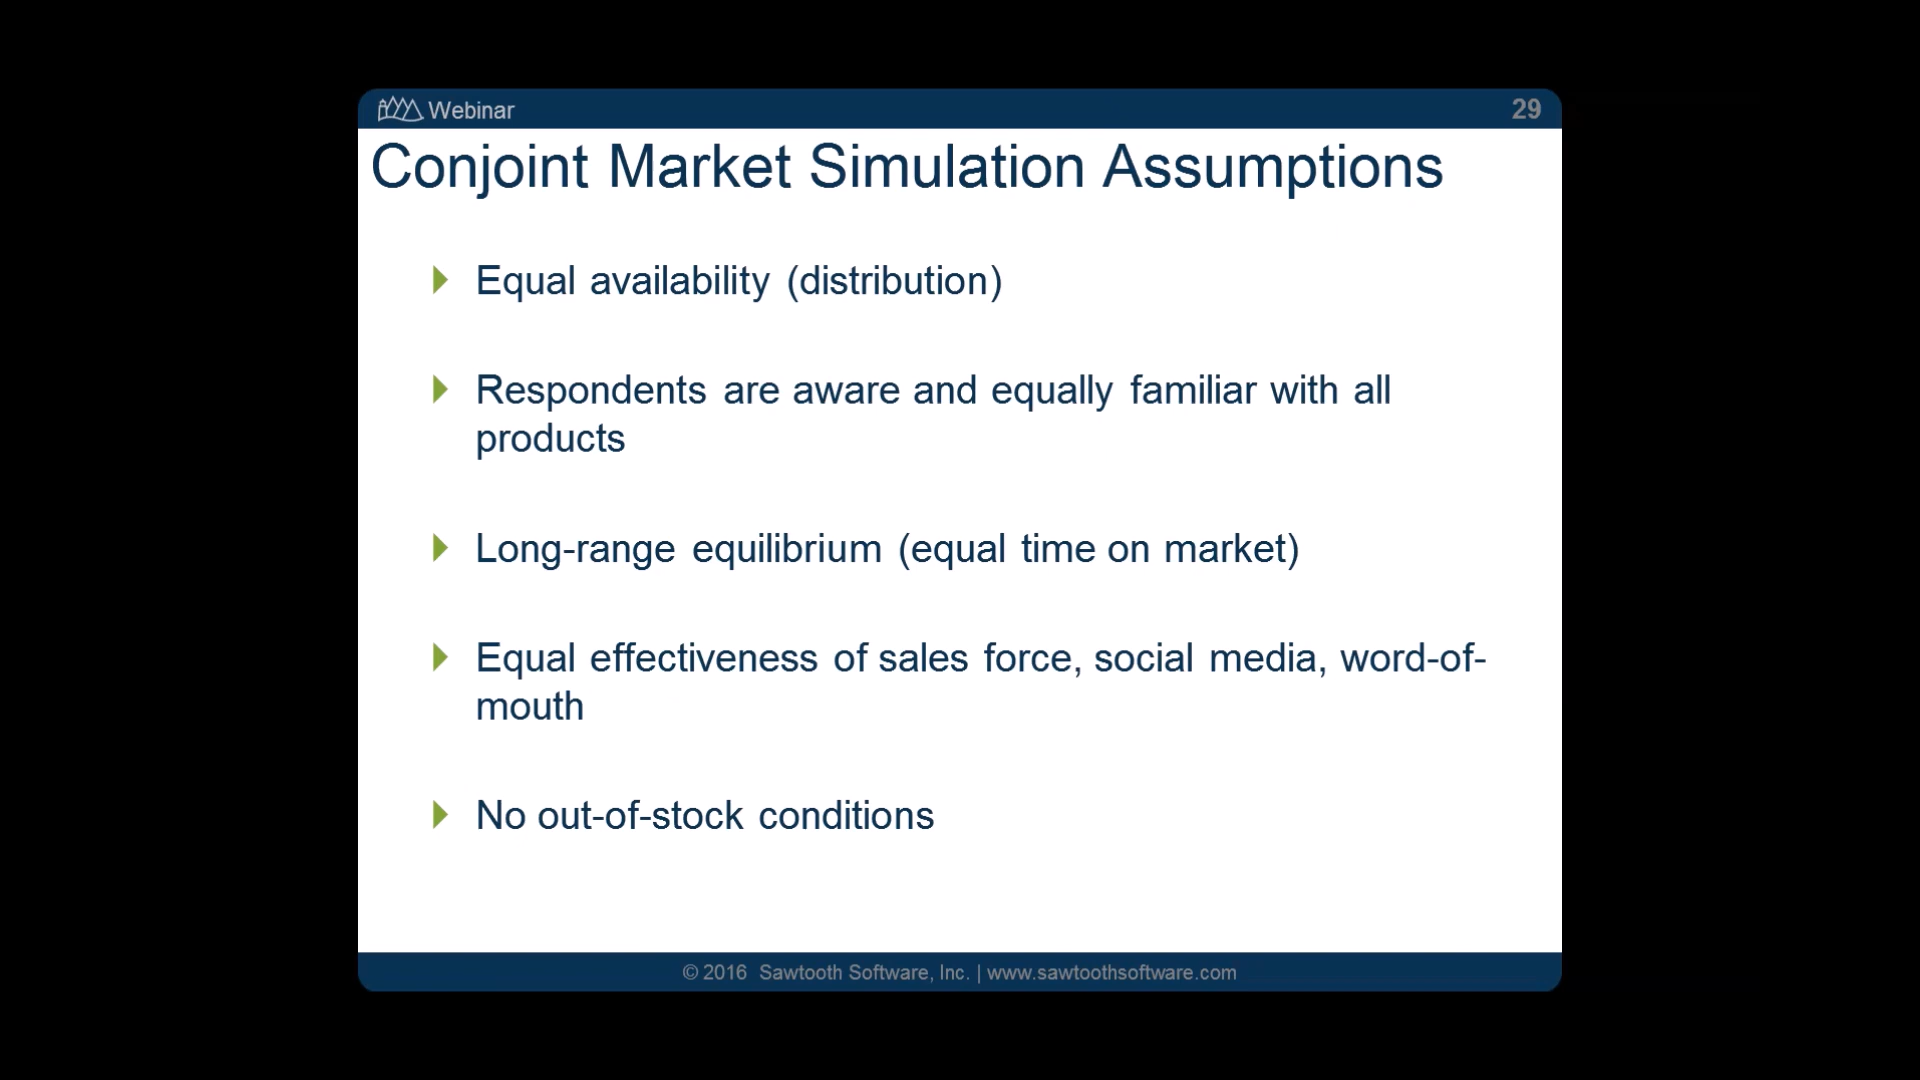 Webinar
29
Conjoint Market Simulation Assumptions
Equal availability (distribution)
Respondents are aware and equally familiar with all
products
Long-range equilibrium (equal time on market)
Equal effectiveness of sales force, social media, word-of-
mouth
No out-of-stock conditions
© 2016 Sawtooth Software, Inc. | www.sawtoothsoftware.com